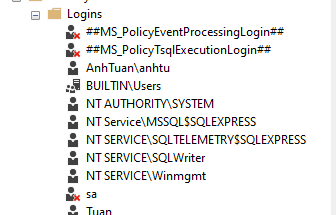 Logins
##MS_PolicyEventProcessingLogin##
##MS_PolicyTsqlExecutionLogin##
AnhTuan\anhtu
BUILTIN\Users
NT AUTHORITY\SYSTEM
NT Service\MSSQL$SQLEXPRESS
NT SERVICE\SQLTELEMETRY$SQLEXPRESS
NT SERVICE\SQLWriter
NT SERVICE\Winmgmt
sa
Tuan